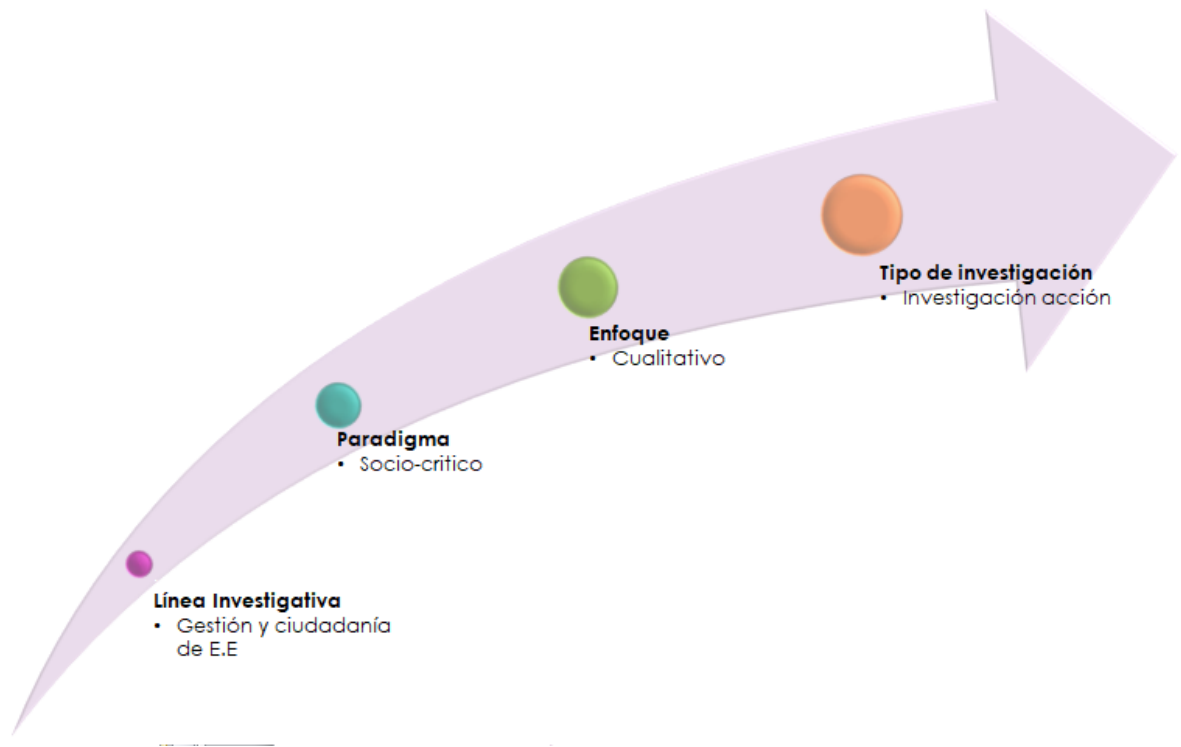 Tipo de investigación
• Investigación acción
Enfoque
• Cualitativo
Paradigma
• Socio-critico
Línea Investigativa
• Gestión y ciudadanía
de E.E